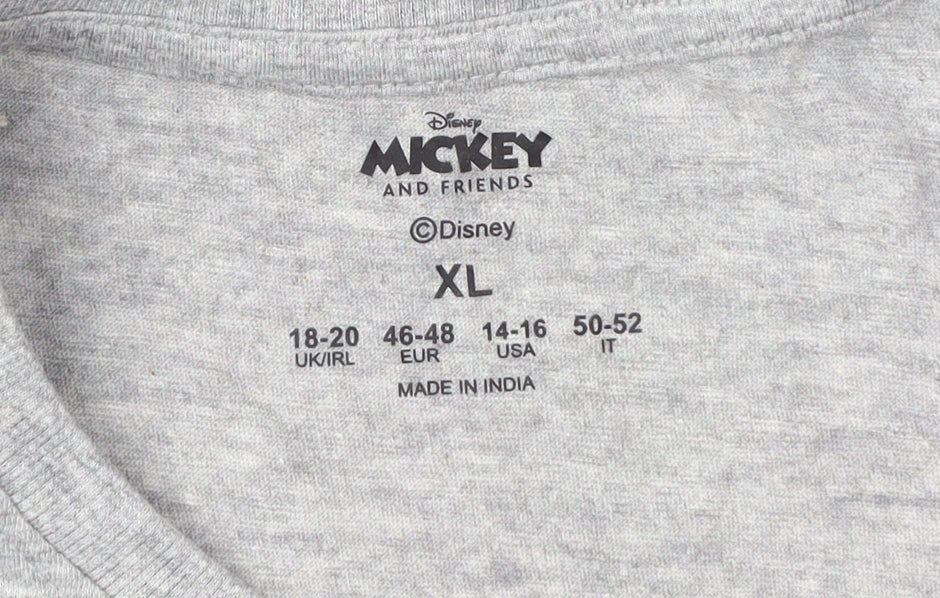 Disney
MICKEY
AND FRIENDS
©Disney
XL
18-20 46-48 14-16 50-52
UK/IRL EUR USA IT
MADE IN INDIA